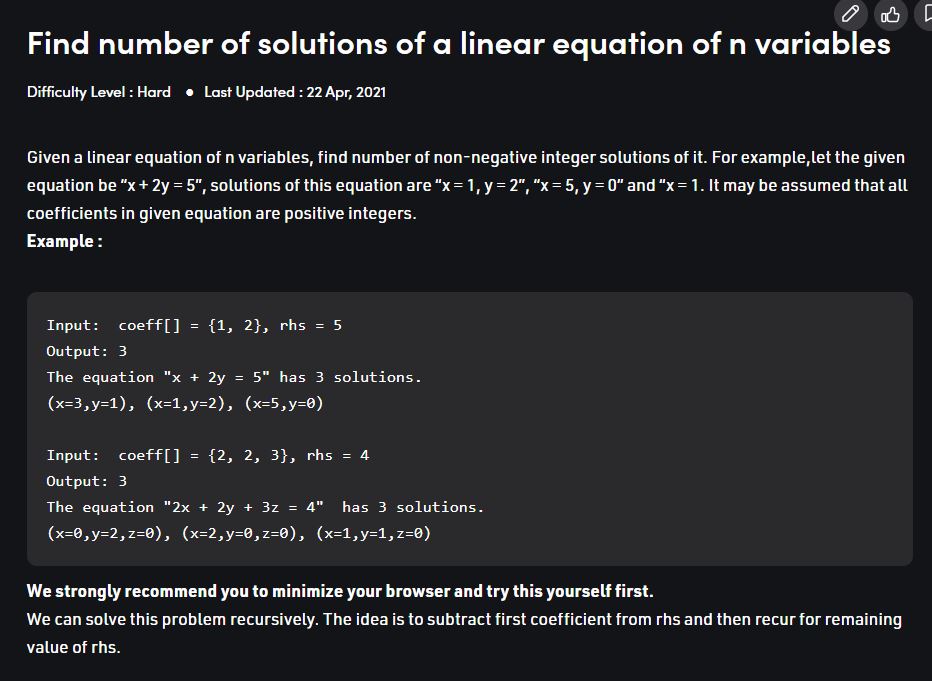 Find number of solutions of a linear equation of n variables
Difficulty Level : Hard ● Last Updated : 22 Apr, 2021
Given a linear equation of n variables, find number of non-negative integer solutions of it. For example,let the given
equation be “x + 2y = 5”, solutions of this equation are “x = 1, y = 2”, “x = 5, y = 0” and “x = 1. It may be assumed that all
coefficients in given equation are positive integers.
Example :
Input:  coeff[] = {1, 2}, rhs = 5
Output: 3
The equation "x + 2y = 5" has 3 solutions.
(x=3,y=1), (x=1,y=2), (x=5,y=0)
Input:  coeff[] = {2, 2, 3}, rhs = 4
Output: 3
The equation "2x + 2y + 3z = 4"  has 3 solutions.
(x=0,y=2,z=0), (x=2,y=0,z=0), (x=1,y=1,z=0)
We strongly recommend you to minimize your browser and try this yourself first.
We can solve this problem recursively. The idea is to subtract first coefficient from rhs and then recur for remaining
value of rhs.